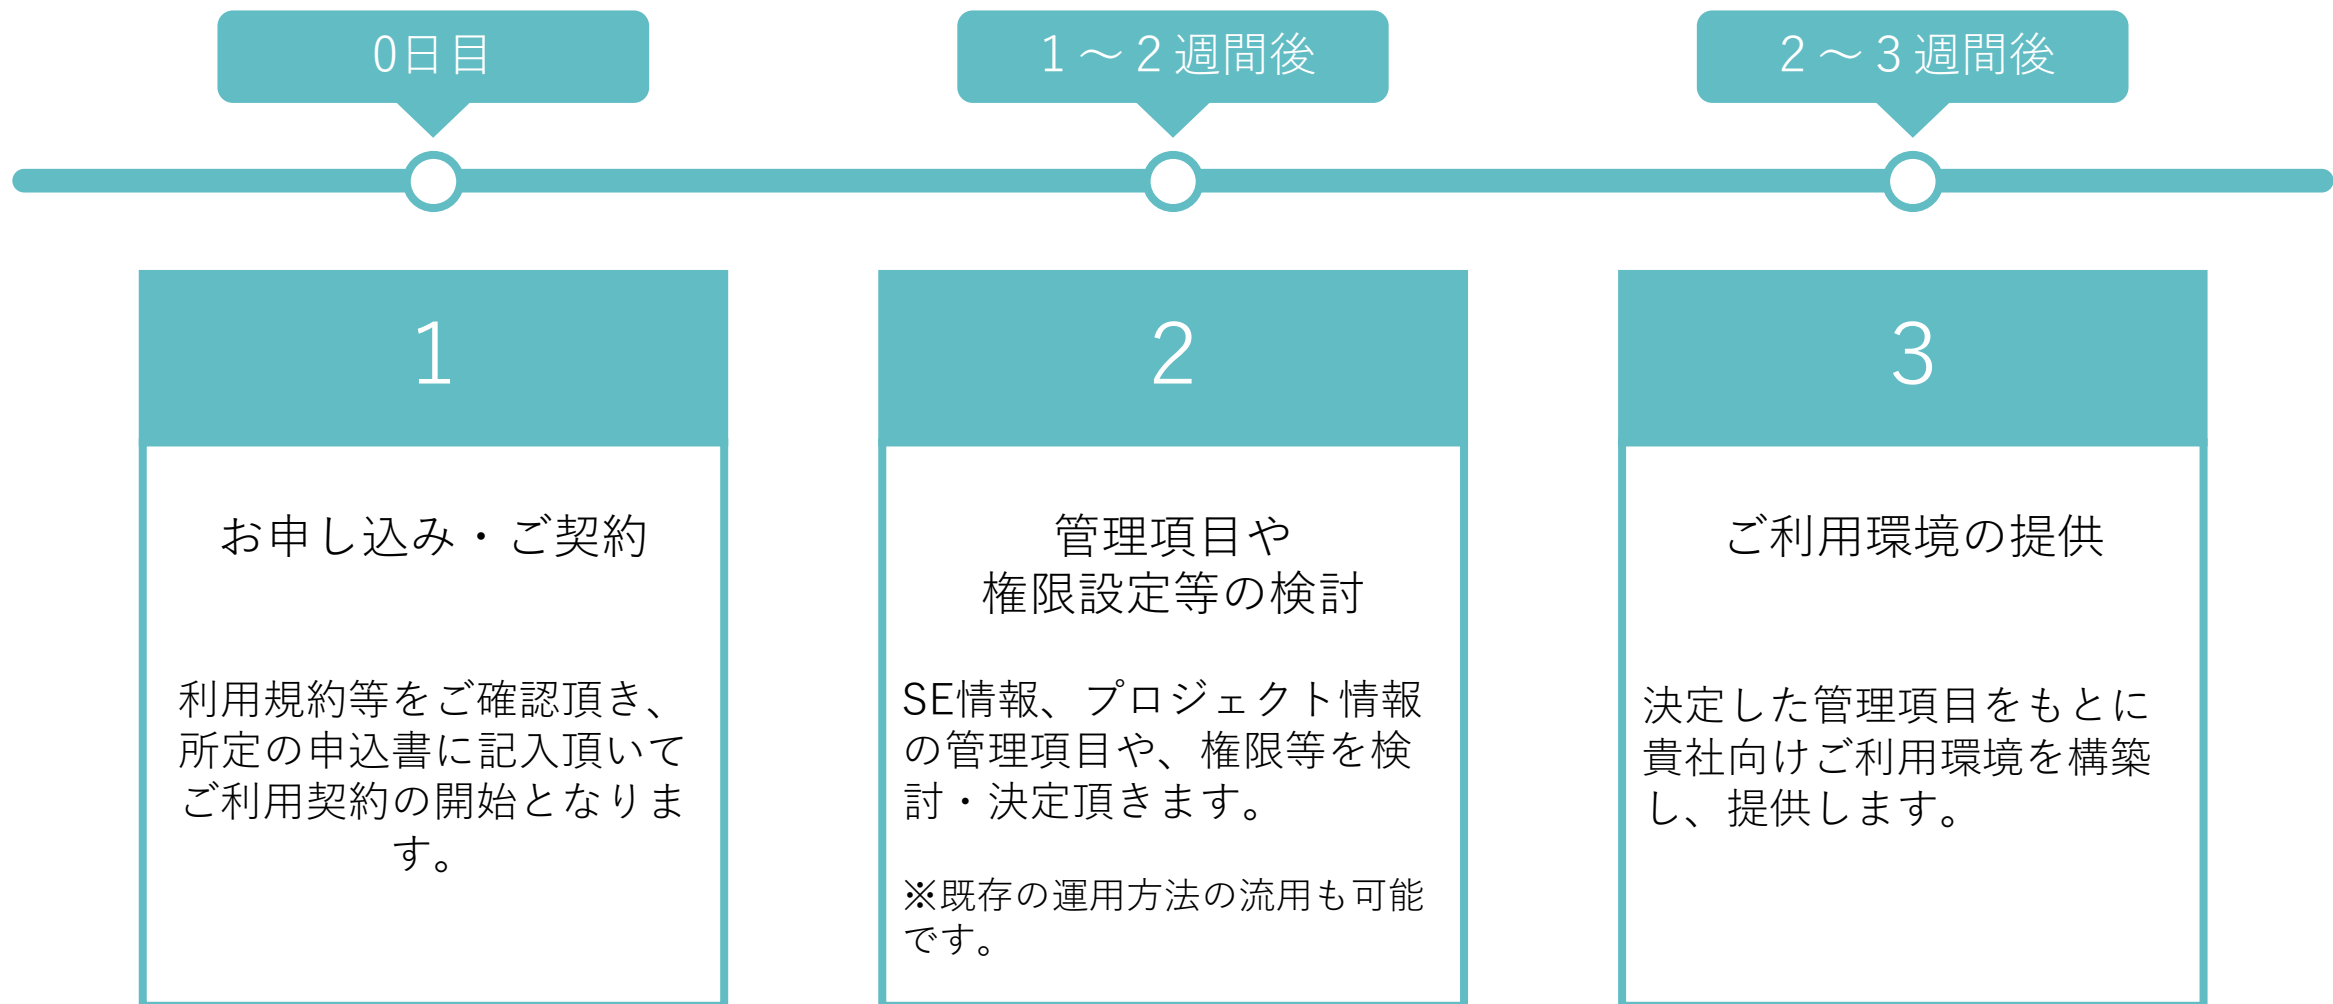 0日目
１～２週間後
２～３週間後
1
お申し込み・ご契約
利用規約等をご確認頂き、
所定の申込書に記入頂いて
ご利用契約の開始となりま
す。
2
管理項目や
権限設定等の検討
SE情報、プロジェクト情報
の管理項目や、権限等を検
討・決定頂きます。
※既存の運用方法の流用も可能
です。
3
ご利用環境の提供
決定した管理項目をもとに
貴社向けご利用環境を構築
し、提供します。